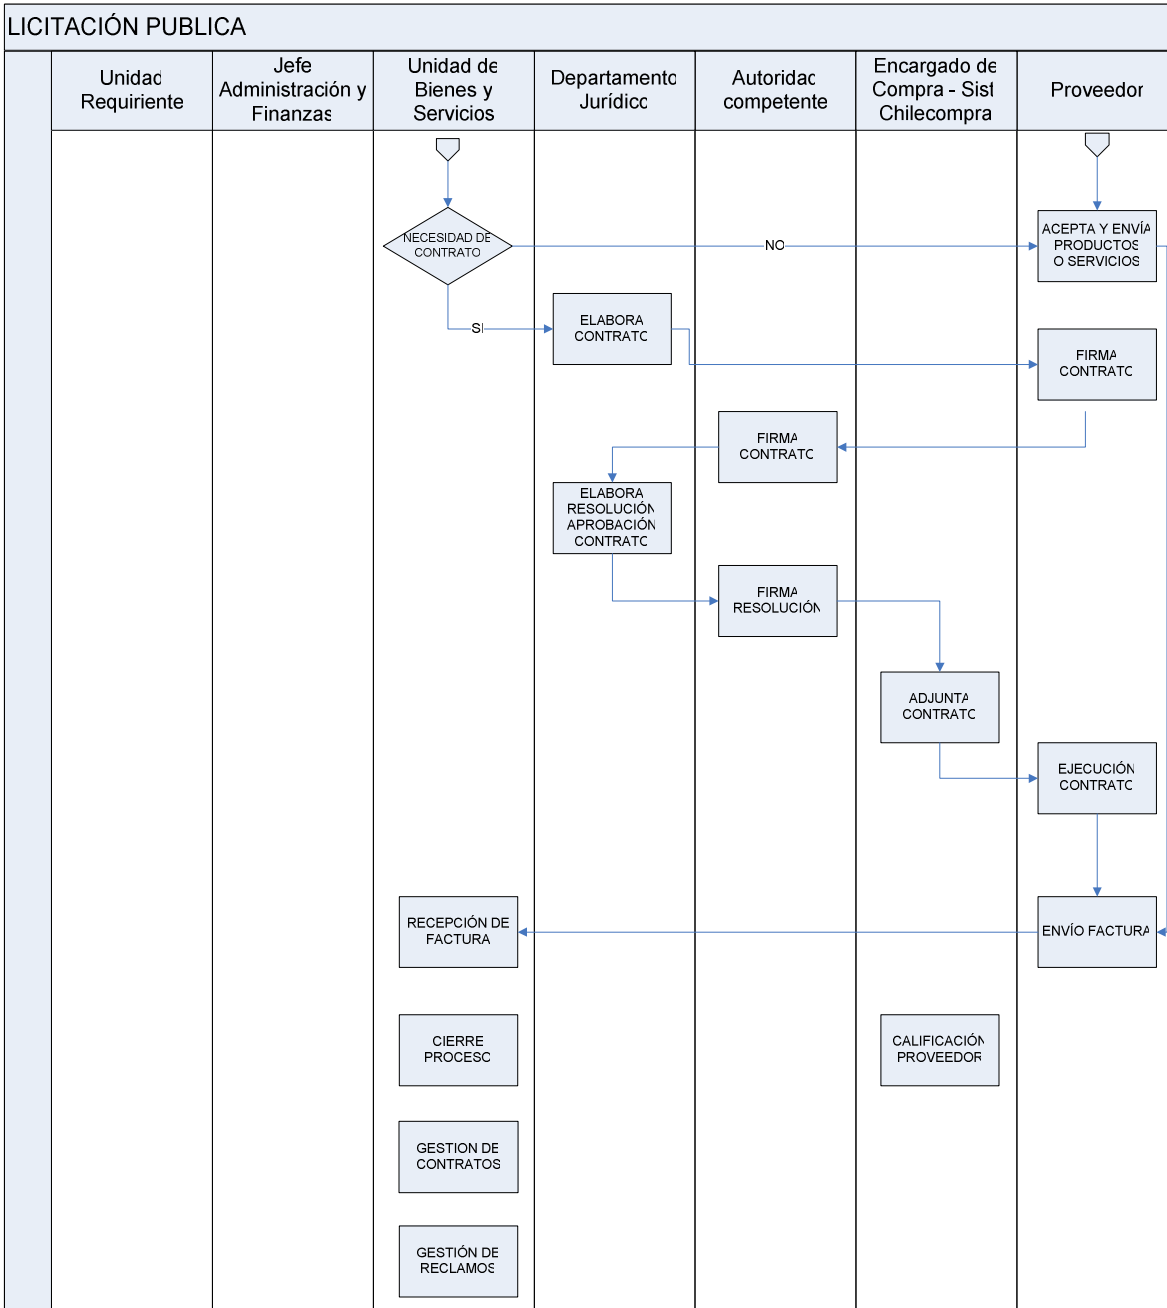 LICITACIÓN PUBLICA
Unidad
Requiriente
Jefe
Administración y
Finanzas
Unidad de
Bienes y
Servicios
Departamento
Jurídico
Autoridad
competente
Encargado de
Compra - Sist
Chilecompra
Proveedor
NECESIDAD DE
CONTRATO
NO
ACEPTA Y ENVÍA
PRODUCTOS
O SERVICIOS
SI
ELABORA
CONTRATO
FIRMA
CONTRATO
FIRMA
CONTRATO
ELABORA
RESOLUCIÓN
APROBACIÓN
CONTRATO
FIRMA
RESOLUCIÓN
ADJUNTA
CONTRATO
EJECUCIÓN
CONTRATO
RECEPCIÓN DE
FACTURA
ENVÍO FACTURA
CIERRE
PROCESO
CALIFICACIÓN
PROVEEDOR
GESTION DE
CONTRATOS
GESTIÓN DE
RECLAMOS